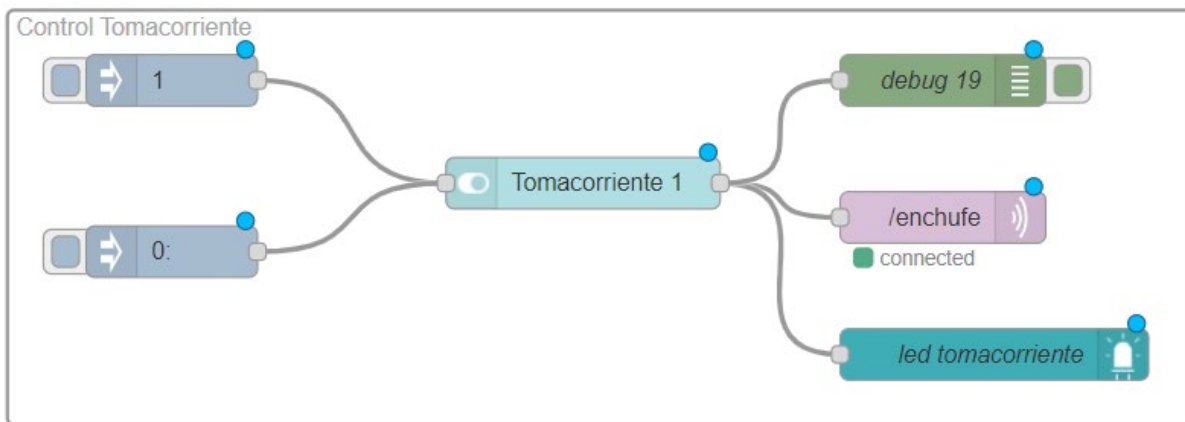 Control Tomacorriente
1
debug 19
Tomacorriente 1
/enchufe
0:
connected
led tomacorriente